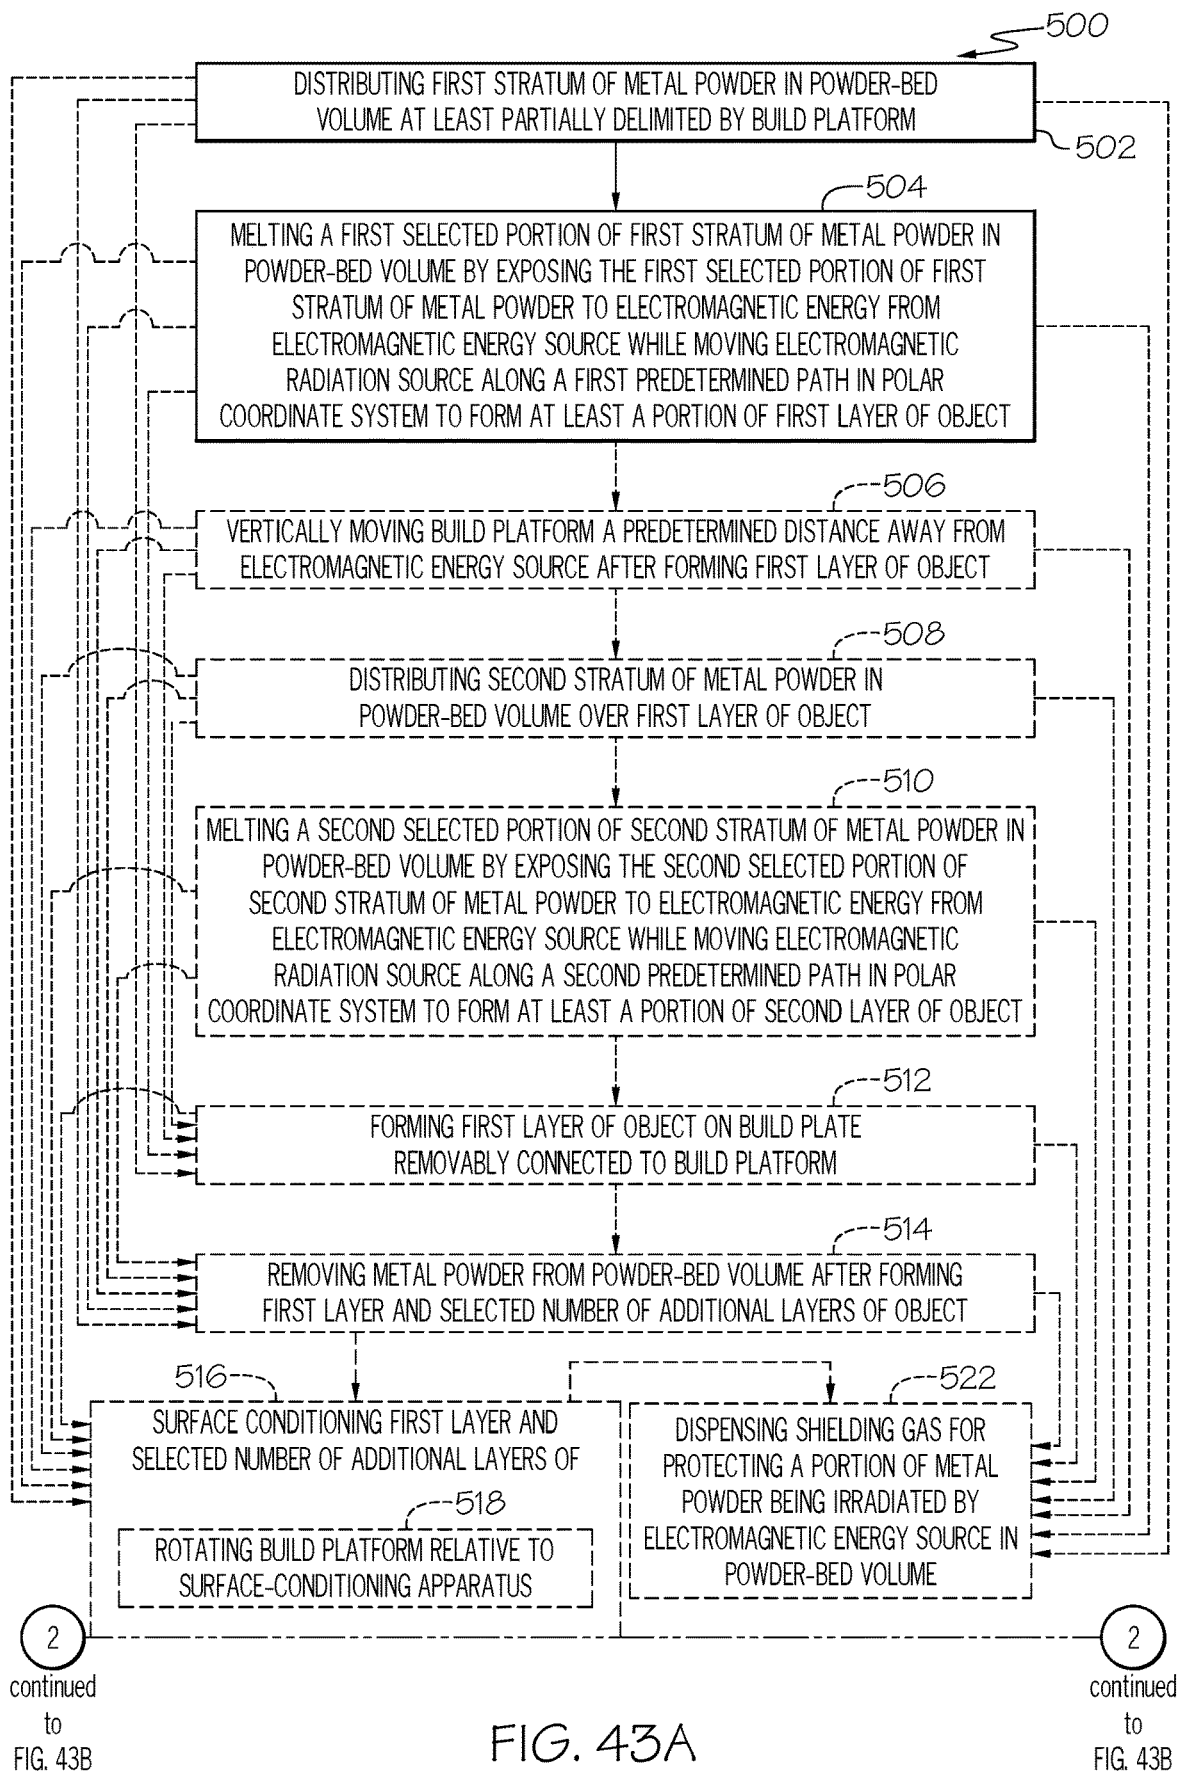 500
DISTRIBUTING FIRST STRATUM OF METAL POWDER IN POWDER-BED
VOLUME AT LEAST PARTIALLY DELIMITED BY BUILD PLATFORM
502
504
MELTING A FIRST SELECTED PORTION OF FIRST STRATUM OF METAL POWDER IN
POWDER-BED VOLUME BY EXPOSING THE FIRST SELECTED PORTION OF FIRST
STRATUM OF METAL POWDER TO ELECTROMAGNETIC ENERGY FROM
ELECTROMAGNETIC ENERGY SOURCE WHILE MOVING ELECTROMAGNETIC
RADIATION SOURCE ALONG A FIRST PREDETERMINED PATH IN POLAR
COORDINATE SYSTEM TO FORM AT LEAST A PORTION OF FIRST LAYER OF OBJECT
506
VERTICALLY MOVING BUILD PLATFORM A PREDETERMINED DISTANCE AWAY FROM
ELECTROMAGNETIC ENERGY SOURCE AFTER FORMING FIRST LAYER OF OBJECT
508
DISTRIBUTING SECOND STRATUM OF METAL POWDER IN
POWDER-BED VOLUME OVER FIRST LAYER OF OBJECT
510
MELTING A SECOND SELECTED PORTION OF SECOND STRATUM OF METAL POWDER IN
POWDER-BED VOLUME BY EXPOSING THE SECOND SELECTED PORTION OF
SECOND STRATUM OF METAL POWDER TO ELECTROMAGNETIC ENERGY FROM
ELECTROMAGNETIC ENERGY SOURCE WHILE MOVING ELECTROMAGNETIC
RADIATION SOURCE ALONG A SECOND PREDETERMINED PATH IN POLAR
COORDINATE SYSTEM TO FORM AT LEAST A PORTION OF SECOND LAYER OF OBJECT
512
FORMING FIRST LAYER OF OBJECT ON BUILD PLATE
REMOVABLY CONNECTED TO BUILD PLATFORM
514
REMOVING METAL POWDER FROM POWDER-BED VOLUME AFTER FORMING
FIRST LAYER AND SELECTED NUMBER OF ADDITIONAL LAYERS OF OBJECT
516
SURFACE CONDITIONING FIRST LAYER AND
SELECTED NUMBER OF ADDITIONAL LAYERS OF
518
ROTATING BUILD PLATFORM RELATIVE TO
SURFACE-CONDITIONING APPARATUS
522
DISPENSING SHIELDING GAS FOR
PROTECTING A PORTION OF METAL
POWDER BEING IRRADIATED BY
ELECTROMAGNETIC ENERGY SOURCE IN
POWDER-BED VOLUME
2
continued
to
FIG. 43B
2
continued
to
FIG. 43B
FIG. 43A